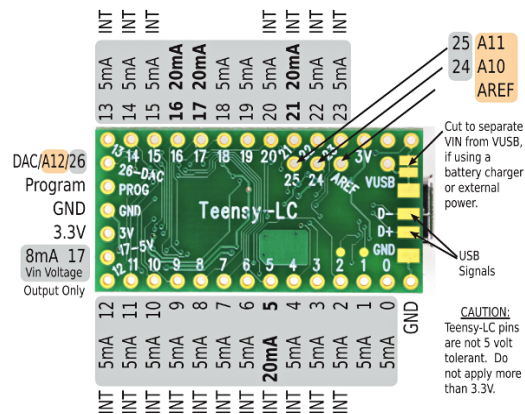 INT INT INT INT INT INT INT
5mA 5mA 5mA 20mA 20mA 5mA 5mA 5mA 20mA 5mA 5mA
13 14 15 16 17 18 19 20 21 22 23
25 A11
24 A10
AREF
Cut to separate
VIN from VUSB,
if using a
battery charger
or external
power.
DAC/A12/26
Program
GND
3.3V
8mA 17
Vin Voltage
Output Only
13 14 15 16 17 18 19 20 21 22 23 3V
26-DAC
25 24 AREF
PROG
VUSB
GND
Teensy-LC
D-
D+
3V
17-5V
GND
12 11 10 9 8 7 6 5 4 3 2 1 0
USB
Signals
12 11 10 9 8 7 6 5 4 3 2 1 0 GND
5mA 5mA 5mA 5mA 5mA 5mA 5mA 20mA 5mA 5mA 5mA 5mA 5mA
INT INT INT INT INT INT INT INT INT INT INT
CAUTION:
Teensy-LC pins
are not 5 volt
tolerant. Do
not apply more
than 3.3V.